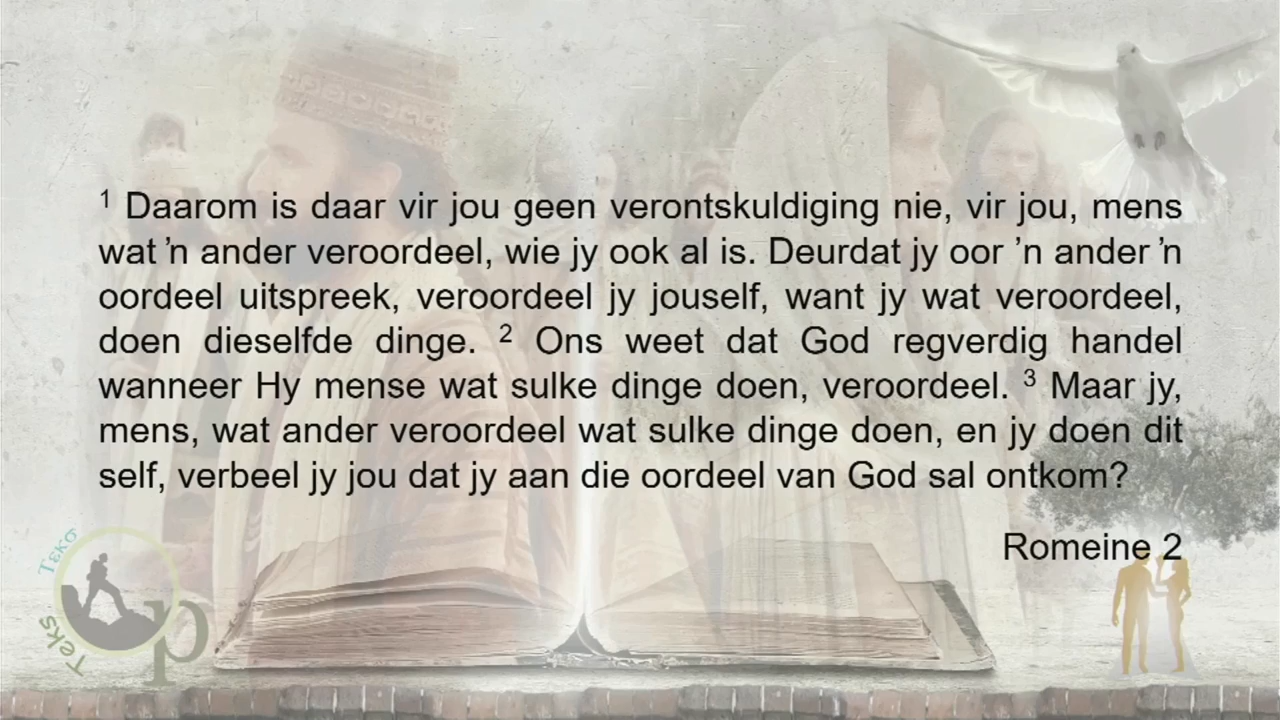 ¹ Daarom is daar vir jou geen verontskuldiging nie, vir jou, mens
wat ’n ander veroordeel, wie jy ook al is. Deurdat jy oor ’n ander ’n
oordeel uitspreek, veroordeel jy jouself, want jy wat veroordeel,
doen dieselfde dinge. ² Ons weet dat God regverdig handel
wanneer Hy mense wat sulke dinge doen, veroordeel. ³ Maar jy,
mens, wat ander veroordeel wat sulke dinge doen, en jy doen dit
self, verbeel jy jou dat jy aan die oordeel van God sal ontkom?
Romeine 2
Τεκσ
Teks
Op